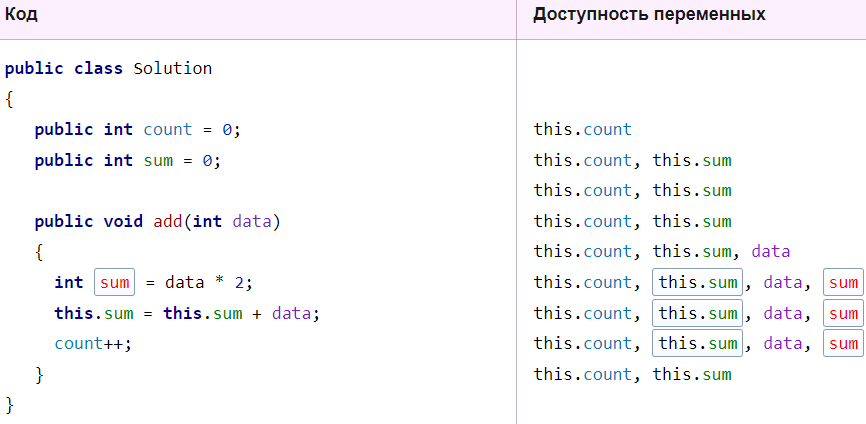 Код Доступность переменных
public class Solution
{
public int count = 0; this.count
public int sum = 0; this.count, this.sum
this.count, this.sum
public void add(int data) this.count, this.sum
{ this.count, this.sum, data
int sum = data * 2; this.count, this.sum, data, sum
this.sum = this.sum + data; this.count, this.sum, data, sum
count++; this.count, this.sum, data, sum
} this.count, this.sum
}